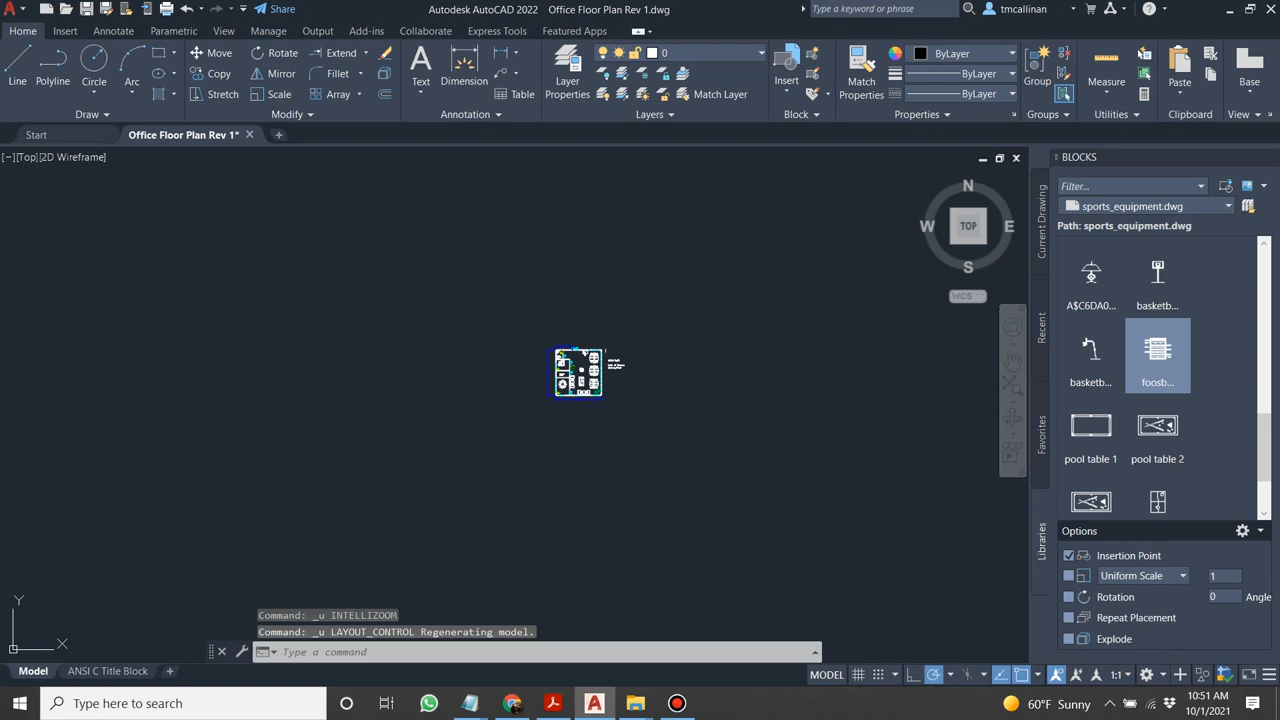 Share
Autodesk AutoCAD 2022 Office Floor Plan Rev 1.dwg
Type a keyword or phrase
tmcallinan
Home Insert Annotate Parametric View Manage Output Add-ins Collaborate Express Tools Featured Apps
Line Polyline Circle Arc
Move Rotate Extend
Copy Mirror Fillet
Stretch Scale Array
Text Dimension Table
Layer Properties
0
Match Layer
Insert
Match Properties
ByLayer
ByLayer
ByLayer
Group
Measure
Paste
Base
Draw Modify Annotation Layers Block Properties Groups Utilities Clipboard View
Start
Office Floor Plan Rev 1*
[−][Top][2D Wireframe]
N
W TOP E
S
WCS
BLOCKS
Filter...
sports_equipment.dwg
Path: sports_equipment.dwg
Current Drawing
Recent
Favorites
Libraries
A$C6DA0... basketb...
basketb... foosb...
pool table 1 pool table 2
Options
Insertion Point
Uniform Scale 1
Rotation 0 Angle
Repeat Placement
Explode
Y
X
Command: _u INTELLIZOOM
Command: _u LAYOUT_CONTROL Regenerating model.
Type a command
Model ANSI C Title Block
MODEL
1:1
Type here to search
60°F Sunny
10:51 AM
10/1/2021